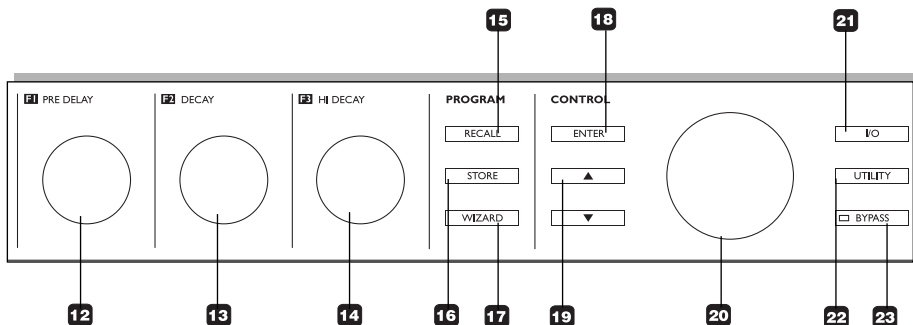 15 18 21
F1 PRE DELAY F2 DECAY F3 HI DECAY PROGRAM CONTROL
RECALL ENTER I/O
STORE ▲ UTILITY
WIZARD ▼ BYPASS
12 13 14 16 17 19 20 22 23